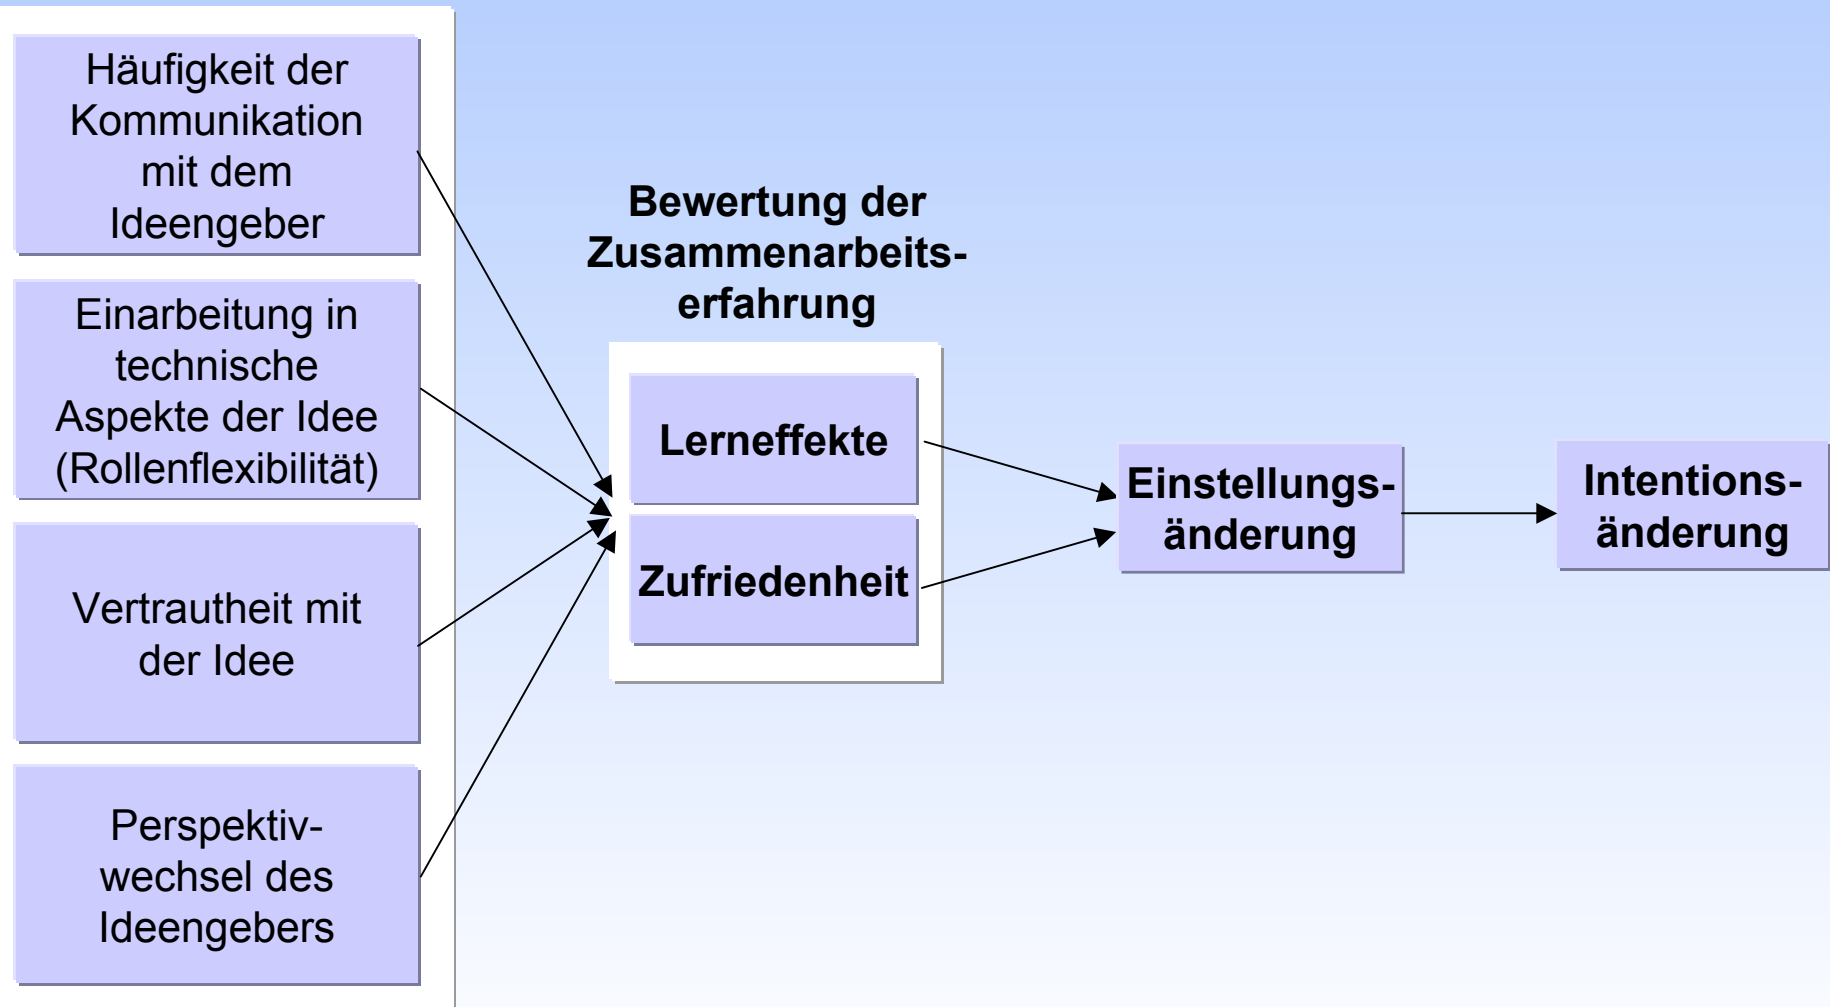 Häufigkeit der
Kommunikation
mit dem
Ideengeber
Einarbeitung in
technische
Aspekte der Idee
(Rollenflexibilität)
Vertrautheit mit
der Idee
Perspektiv-
wechsel des
Ideengebers
Bewertung der
Zusammenarbeits-
erfahrung
Lerneffekte
Zufriedenheit
Einstellungs-
änderung
Intentions-
änderung